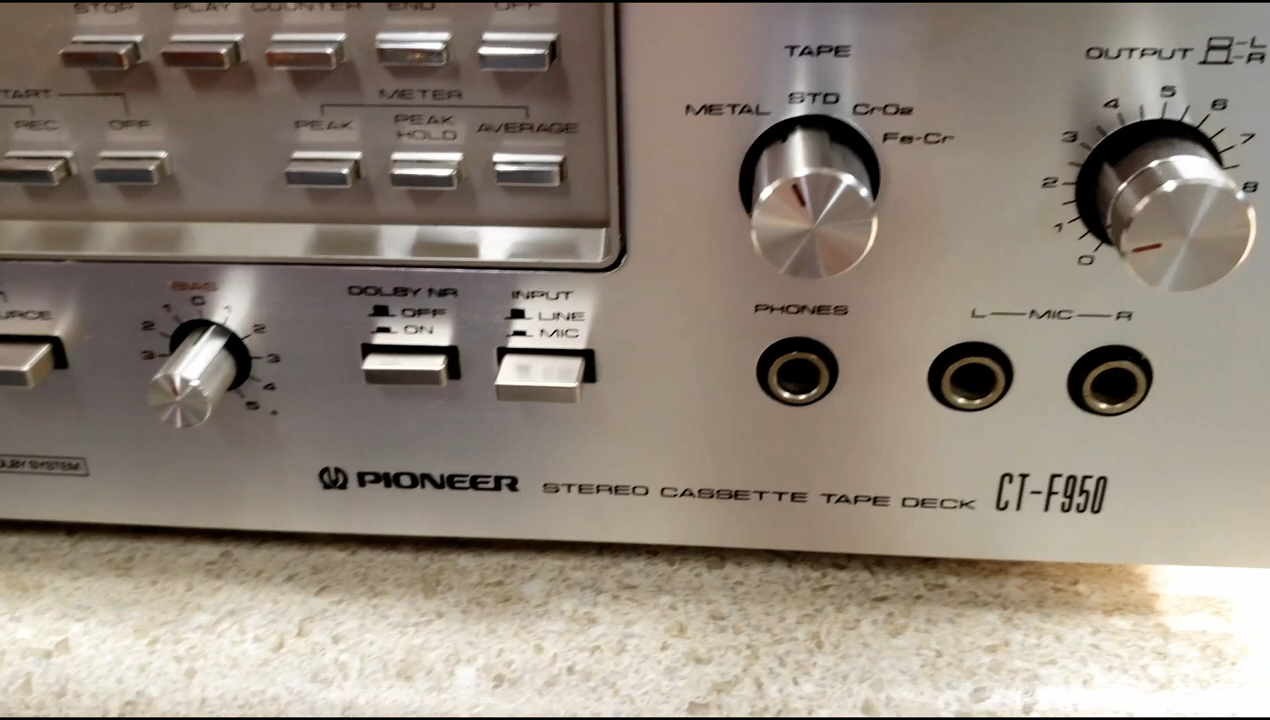 STOP PLAY COUNTER END OFF
METER
REC OFF PEAK PEAK HOLD AVERAGE
TAPE
METAL STD CrO2
Fe-Cr
OUTPUT L
R
0 1 2 3 4 5 6 7 8
BIAS
3 2 1 C 1 2 3 4 5 +
DOLBY NR
OFF
ON
INPUT
LINE
MIC
PHONES
L MIC R
PIONEER STEREO CASSETTE TAPE DECK CT-F950